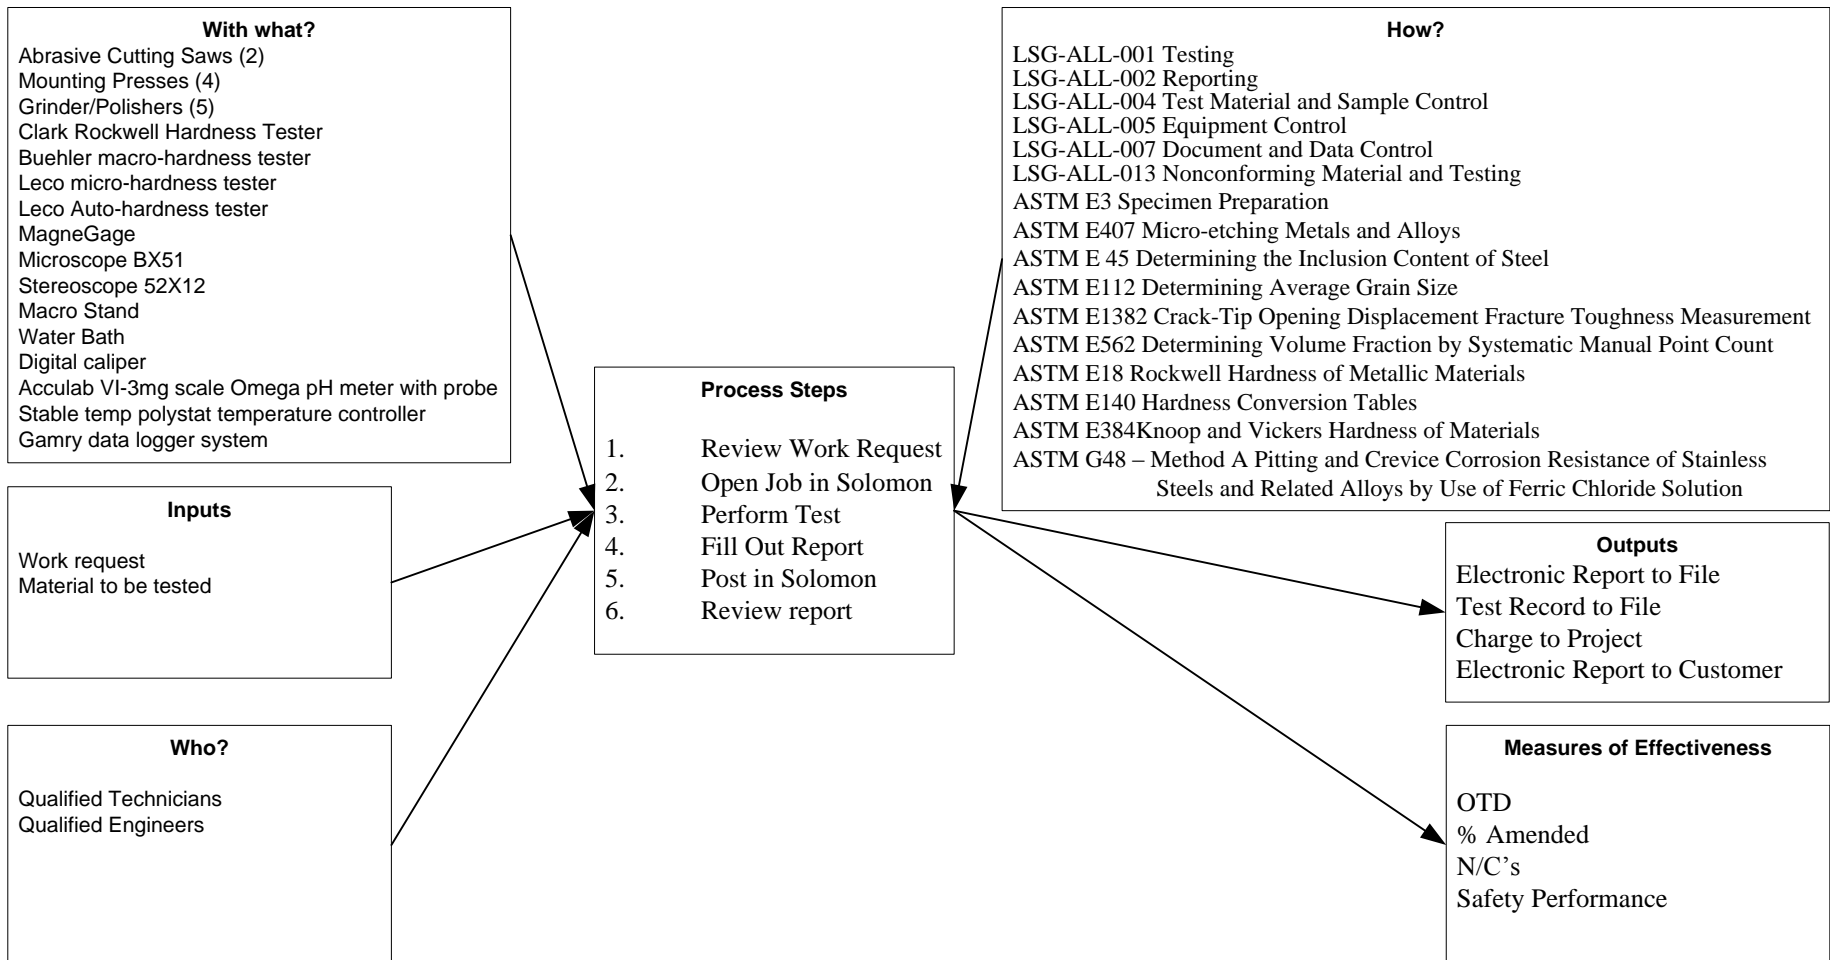 With what?
Abrasive Cutting Saws (2)
Mounting Presses (4)
Grinder/Polishers (5)
Clark Rockwell Hardness Tester
Buehler macro-hardness tester
Leco micro-hardness tester
Leco Auto-hardness tester
MagneGage
Microscope BX51
Stereoscope 52X12
Macro Stand
Water Bath
Digital caliper
Acculab VI-3mg scale Omega pH meter with probe
Stable temp polystat temperature controller
Gamry data logger system
Inputs
Work request
Material to be tested
Who?
Qualified Technicians
Qualified Engineers
Process Steps
1. Review Work Request
2. Open Job in Solomon
3. Perform Test
4. Fill Out Report
5. Post in Solomon
6. Review report
How?
LSG-ALL-001 Testing
LSG-ALL-002 Reporting
LSG-ALL-004 Test Material and Sample Control
LSG-ALL-005 Equipment Control
LSG-ALL-007 Document and Data Control
LSG-ALL-013 Nonconforming Material and Testing
ASTM E3 Specimen Preparation
ASTM E407 Micro-etching Metals and Alloys
ASTM E 45 Determining the Inclusion Content of Steel
ASTM E112 Determining Average Grain Size
ASTM E1382 Crack-Tip Opening Displacement Fracture Toughness Measurement
ASTM E562 Determining Volume Fraction by Systematic Manual Point Count
ASTM E18 Rockwell Hardness of Metallic Materials
ASTM E140 Hardness Conversion Tables
ASTM E384Knoop and Vickers Hardness of Materials
ASTM G48 – Method A Pitting and Crevice Corrosion Resistance of Stainless
Steels and Related Alloys by Use of Ferric Chloride Solution
Outputs
Electronic Report to File
Test Record to File
Charge to Project
Electronic Report to Customer
Measures of Effectiveness
OTD
% Amended
N/C’s
Safety Performance